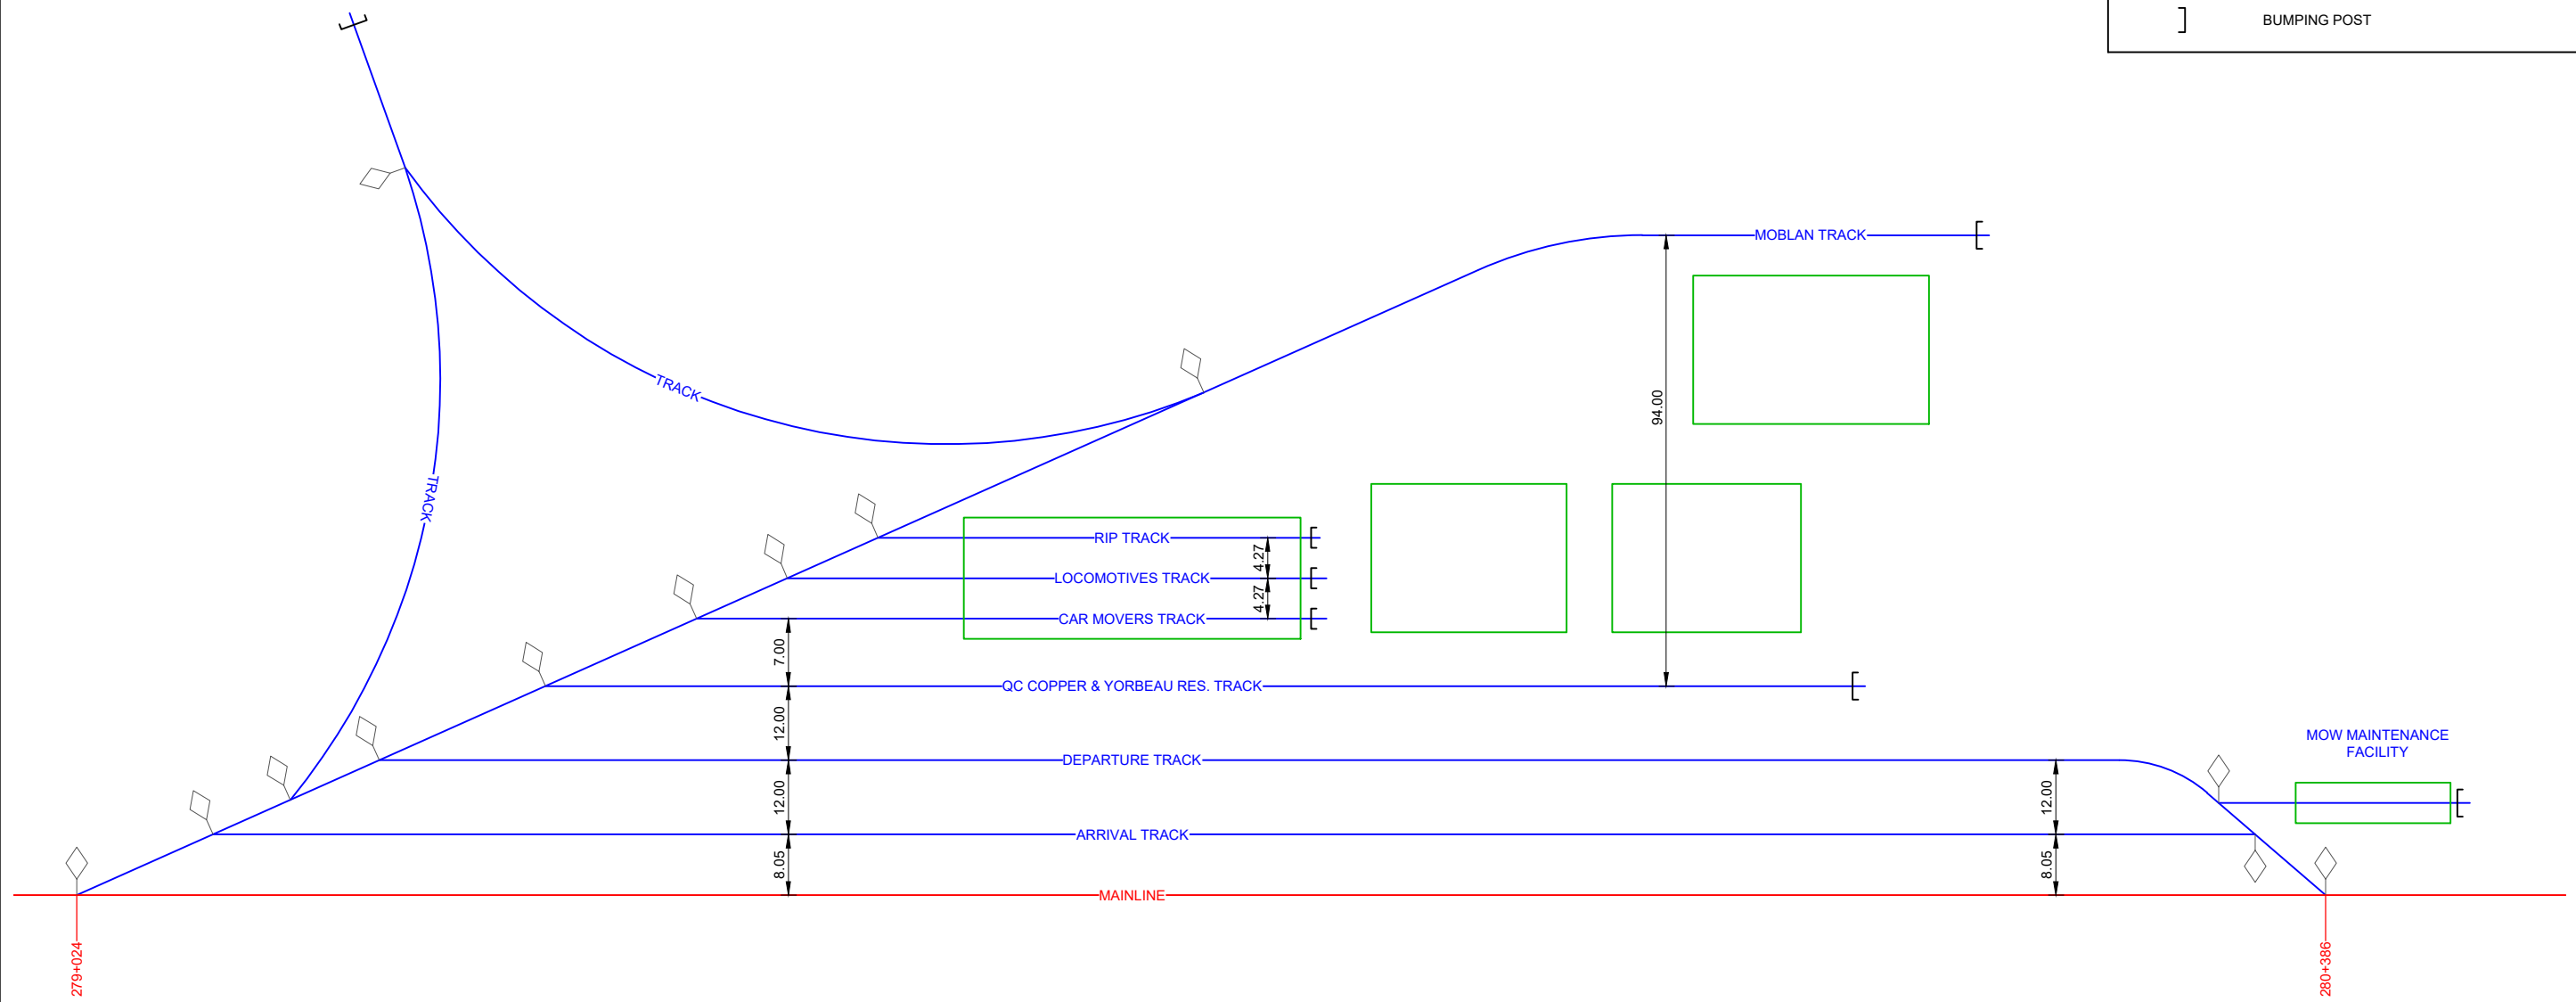 BUMPING POST
MOBLAN TRACK
TRACK
94.00
TRACK
RIP TRACK
4.27
LOCOMOTIVES TRACK
4.27
CAR MOVERS TRACK
7.00
QC COPPER & YORBEAU RES. TRACK
12.00
MOW MAINTENANCE
FACILITY
DEPARTURE TRACK
12.00
12.00
ARRIVAL TRACK
8.05
8.05
MAINLINE
279+024
280+386